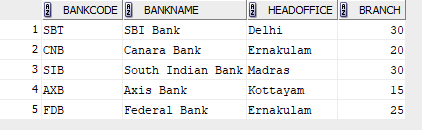 BANKCODE BANKNAME HEADOFFICE BRANCH
1 SBT SBI Bank Delhi 30
2 CNB Canara Bank Ernakulam 20
3 SIB South Indian Bank Madras 30
4 AXB Axis Bank Kottayam 15
5 FDB Federal Bank Ernakulam 25